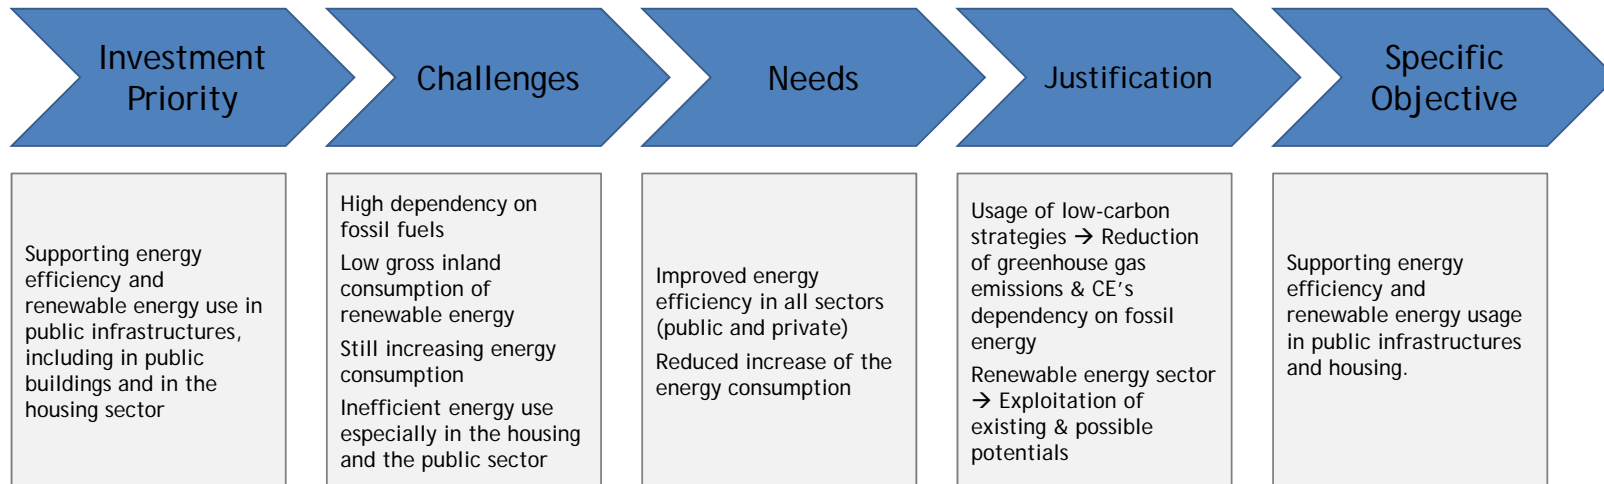 Investment
Priority
Challenges
Needs
Justification
Specific
Objective
Supporting energy
efficiency and
renewable energy use in
public infrastructures,
including in public
buildings and in the
housing sector
High dependency on
fossil fuels
Low gross inland
consumption of
renewable energy
Still increasing energy
consumption
Inefficient energy use
especially in the housing
and the public sector
Improved energy
efficiency in all sectors
(public and private)
Reduced increase of the
energy consumption
Usage of low-carbon
strategies → Reduction
of greenhouse gas
emissions & CE's
dependency on fossil
energy
Renewable energy sector
→ Exploitation of
existing & possible
potentials
Supporting energy
efficiency and
renewable energy usage
in public infrastructures
and housing.